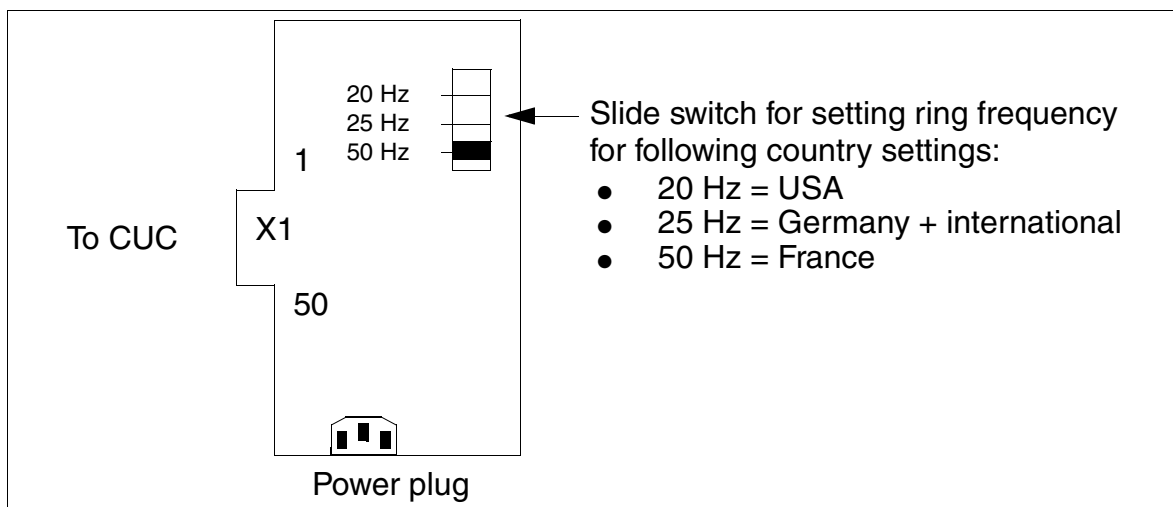 20 Hz
25 Hz
50 Hz
1
To CUC
X1
50
Power plug
Slide switch for setting ring frequency
for following country settings:
● 20 Hz = USA
● 25 Hz = Germany + international
● 50 Hz = France